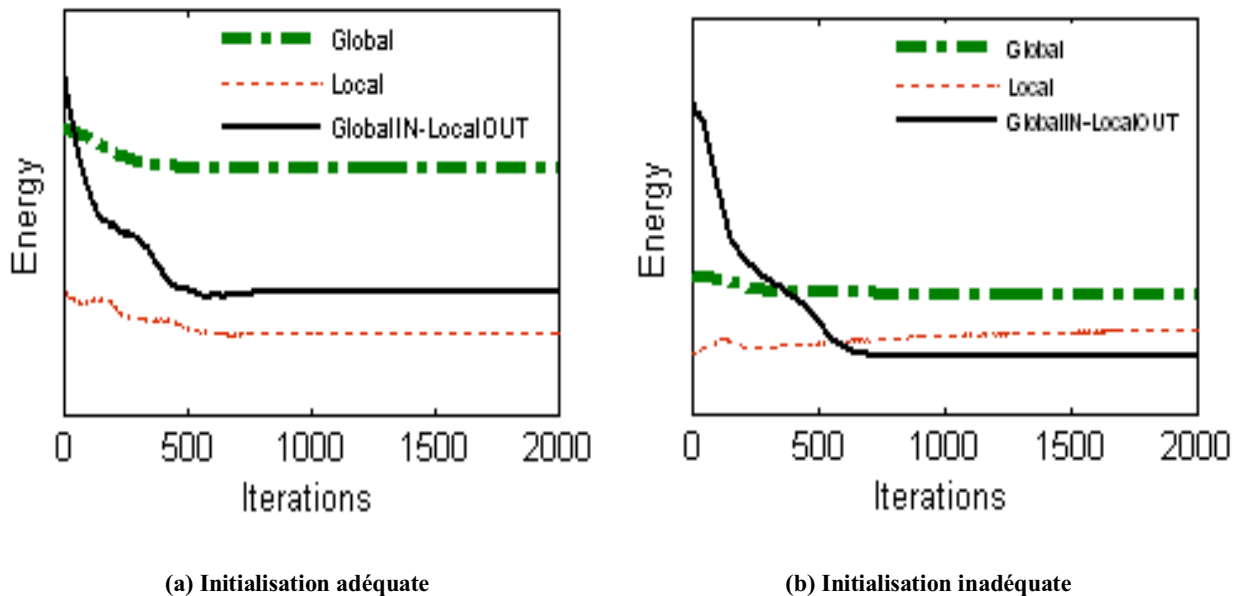 Global
Local
GlobalIN-LocalOUT
Energy
0 500 1000 1500 2000
Iterations
(a) Initialisation adéquate
Global
Local
GlobalIN-LocalOUT
Energy
0 500 1000 1500 2000
Iterations
(b) Initialisation inadéquate